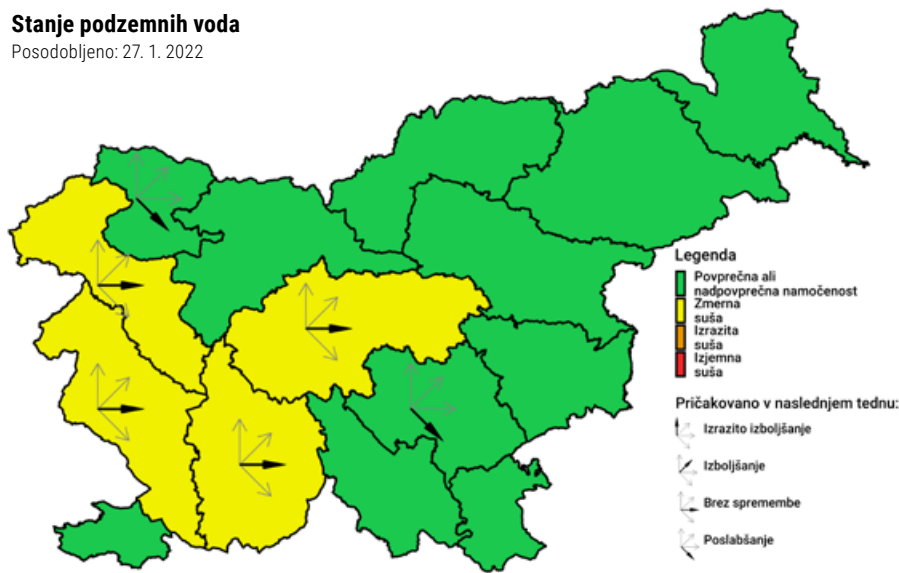 Stanje podzemnih voda
Posodobljeno: 27. 1. 2022
Legenda
Povprečna ali
nadpovprečna namočenost
Zmerna
suša
Izrazita
suša
Izjemna
suša
Pričakovano v naslednjem tednu:
Izrazito izboljšanje
Izboljšanje
Brez spremembe
Poslabšanje